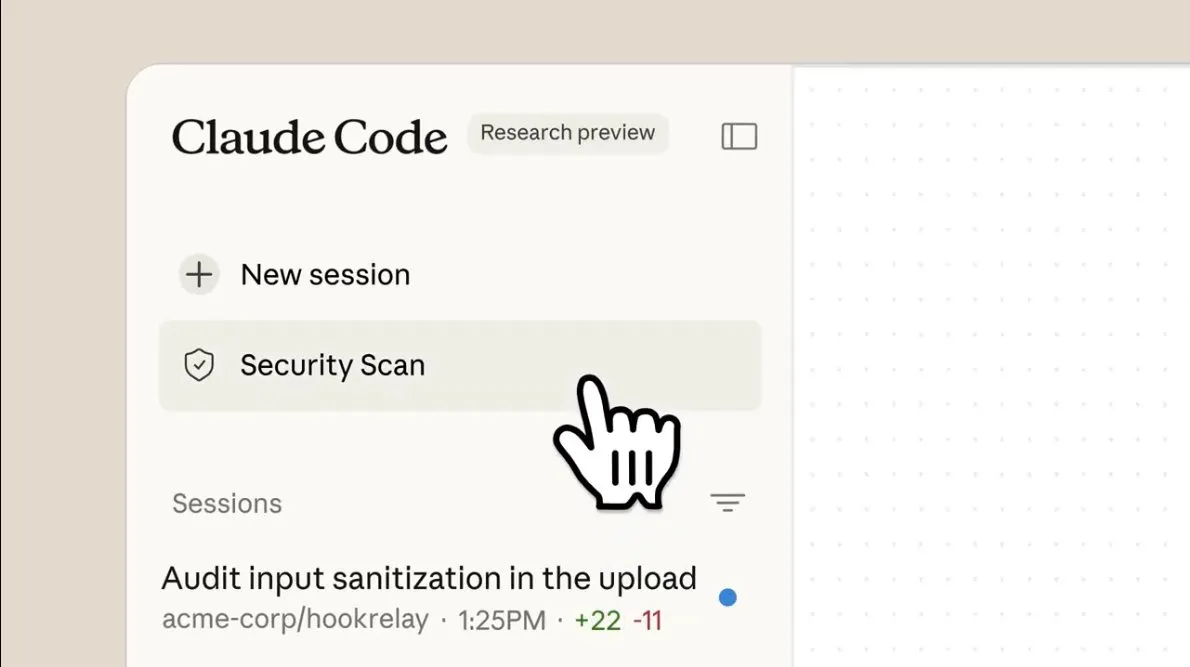 Claude Code Research preview
New session
Security Scan
Sessions
Audit input sanitization in the upload
acme-corp/hookrelay · 1:25PM · +22 -11